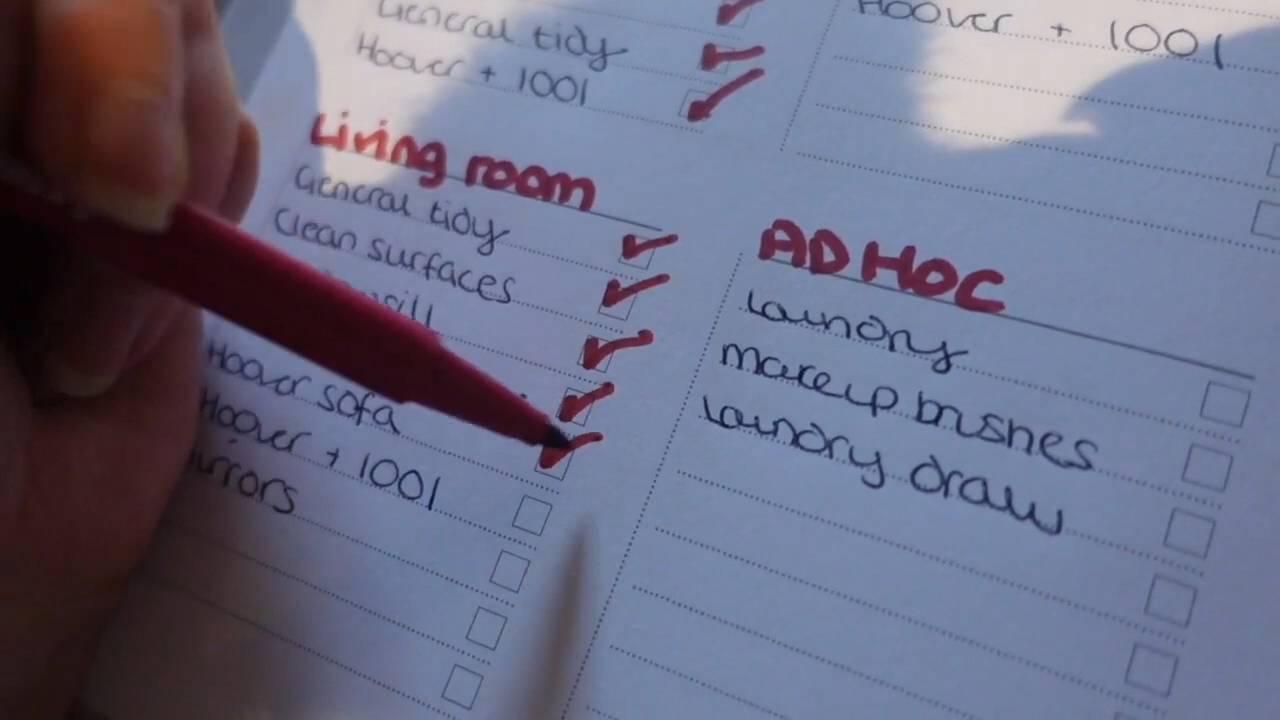 General tidy
Hoover + 1001
Living room
General tidy
Clean surfaces
Hoover sofa
Hoover + 1001
Hoover + 1001
AD HOC
Laundry
makeup brushes
Laundry draw